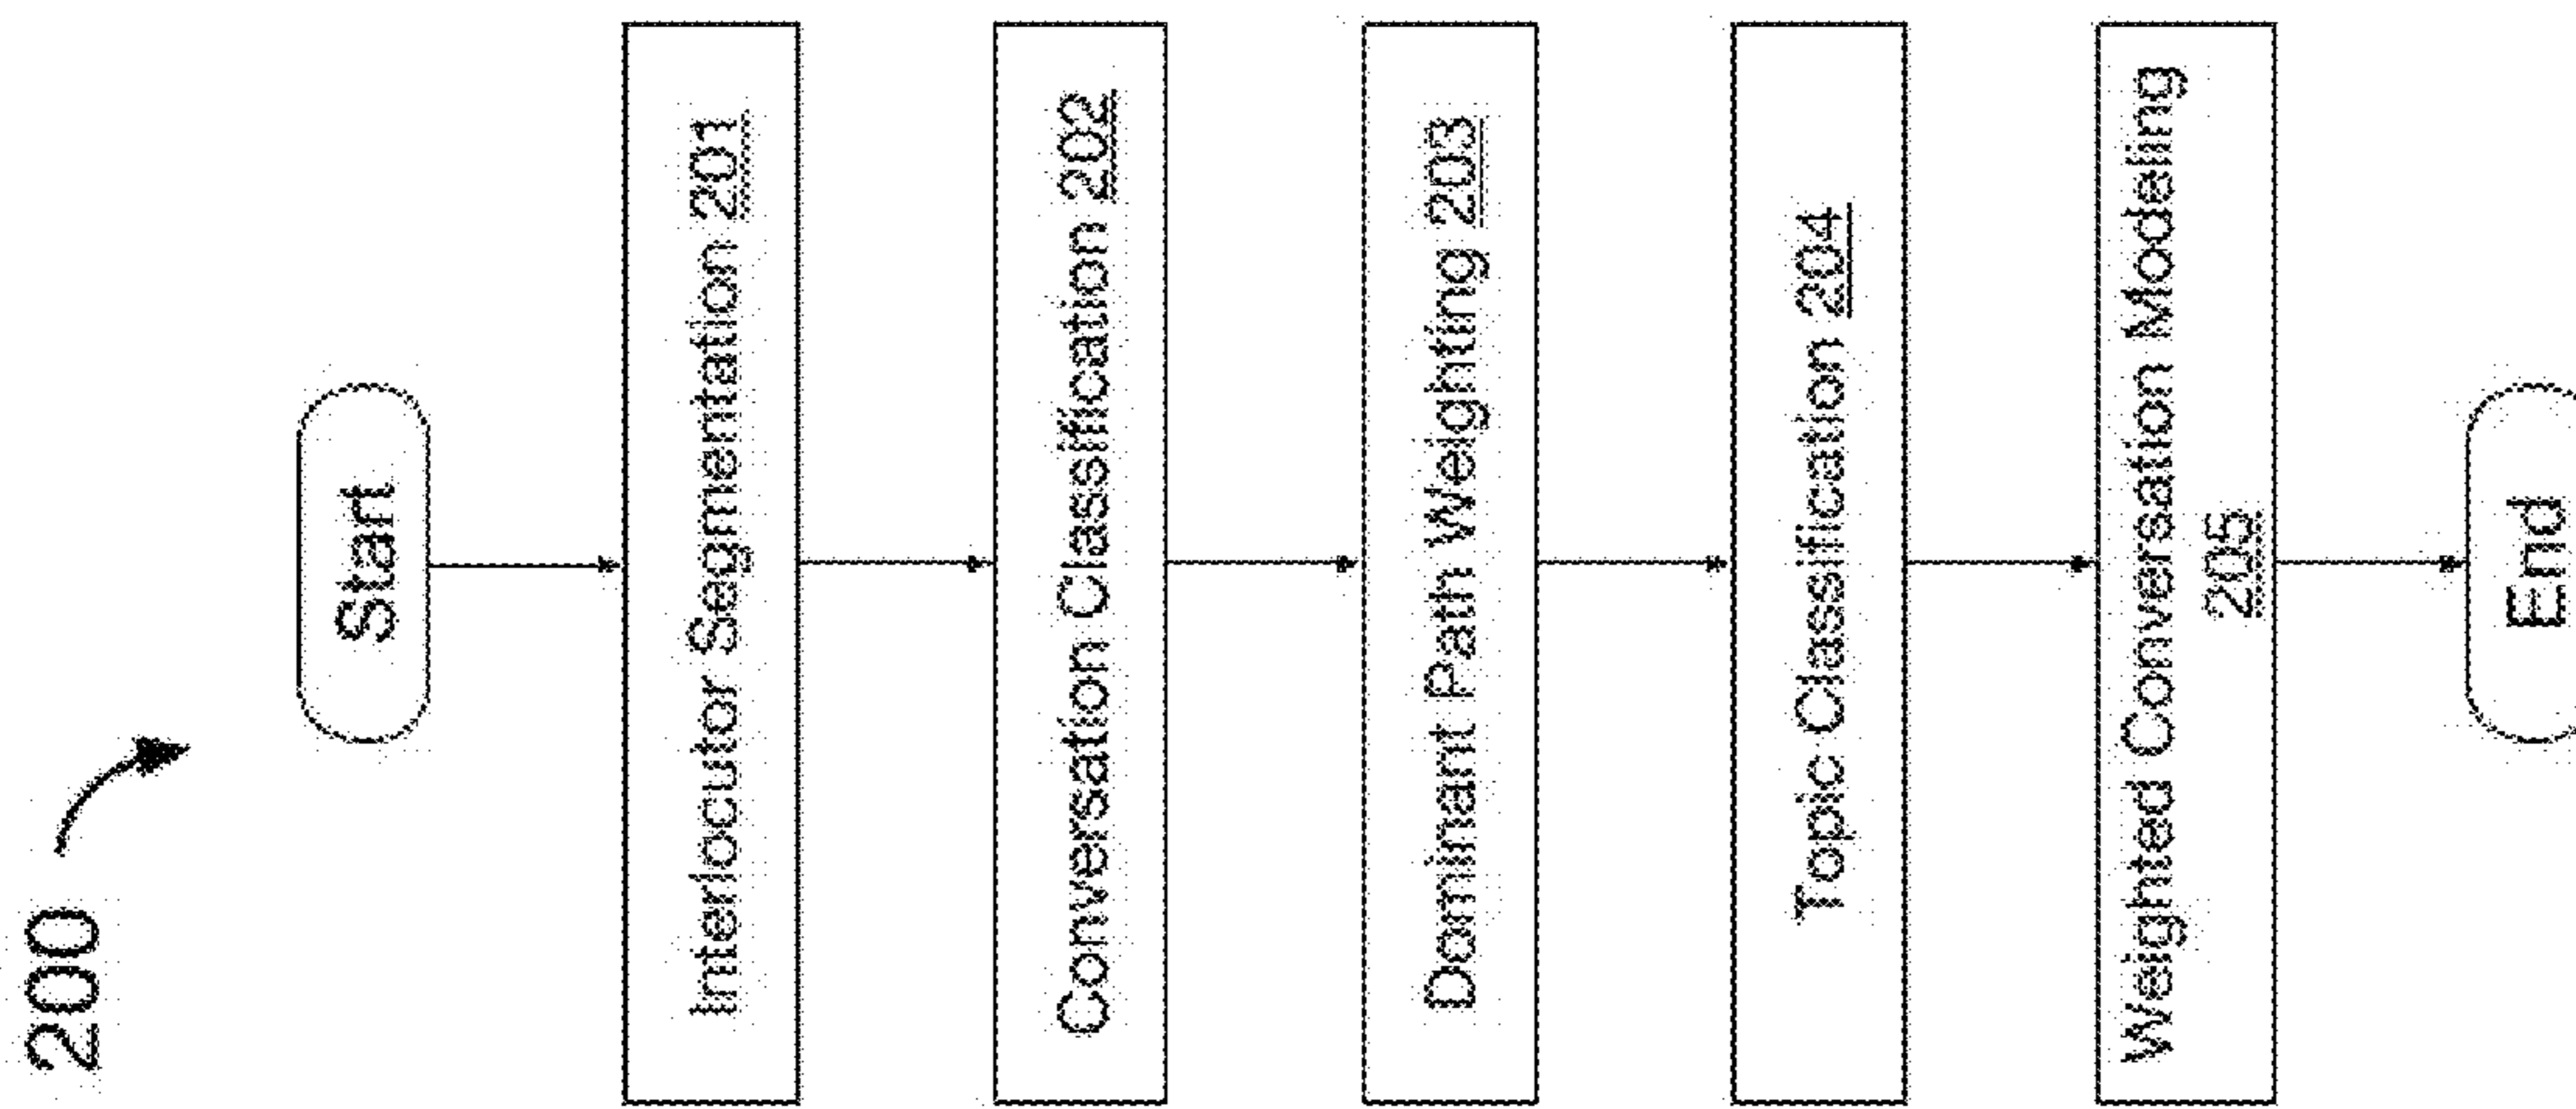 200
Start
Interlocutor Segmentation 201
Conversation Classification 202
Dominant Path Weighting 203
Topic Classification 204
Weighted Conversation Modeling
205
End